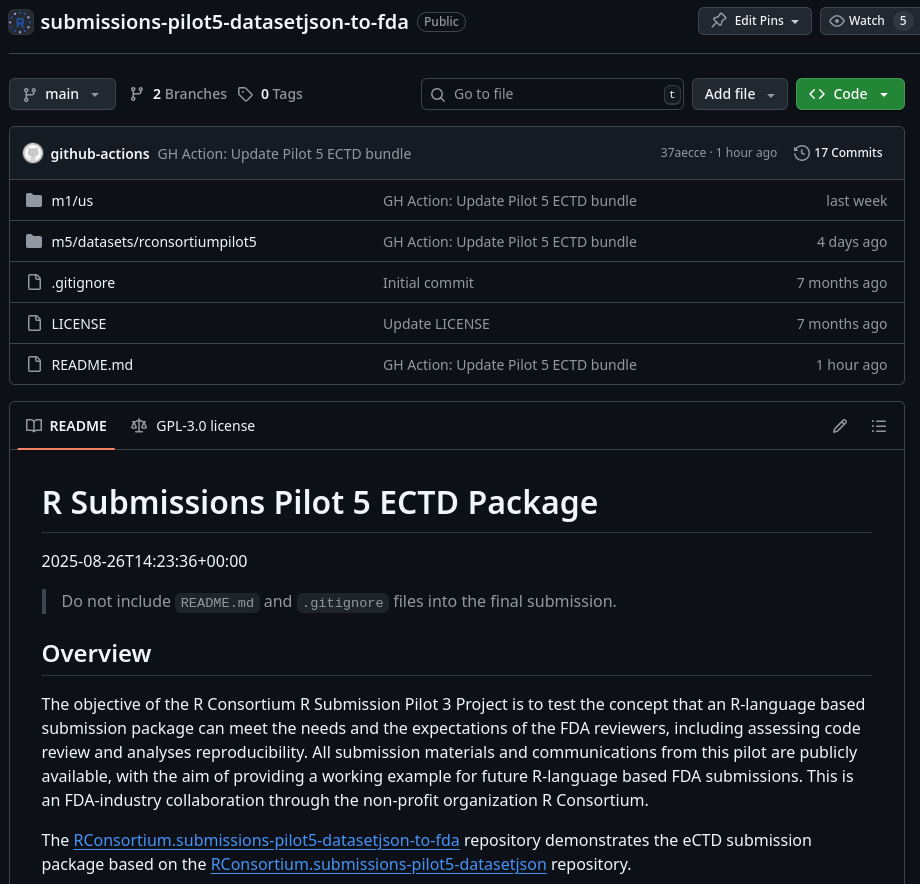 submissions-pilot5-datasetjson-to-fda Public Edit Pins Watch 5
main 2 Branches 0 Tags Go to file t Add file Code
github-actions GH Action: Update Pilot 5 ECTD bundle 37aecce · 1 hour ago 17 Commits
m1/us GH Action: Update Pilot 5 ECTD bundle last week
m5/datasets/rconsortiumpilot5 GH Action: Update Pilot 5 ECTD bundle 4 days ago
.gitignore Initial commit 7 months ago
LICENSE Update LICENSE 7 months ago
README.md GH Action: Update Pilot 5 ECTD bundle 1 hour ago
README GPL-3.0 license
R Submissions Pilot 5 ECTD Package
2025-08-26T14:23:36+00:00
Do not include README.md and .gitignore files into the final submission.
Overview
The objective of the R Consortium R Submission Pilot 3 Project is to test the concept that an R-language based
submission package can meet the needs and the expectations of the FDA reviewers, including assessing code
review and analyses reproducibility. All submission materials and communications from this pilot are publicly
available, with the aim of providing a working example for future R-language based FDA submissions. This is
an FDA-industry collaboration through the non-profit organization R Consortium.
The RConsortium.submissions-pilot5-datasetjson-to-fda repository demonstrates the eCTD submission
package based on the RConsortium.submissions-pilot5-datasetjson repository.